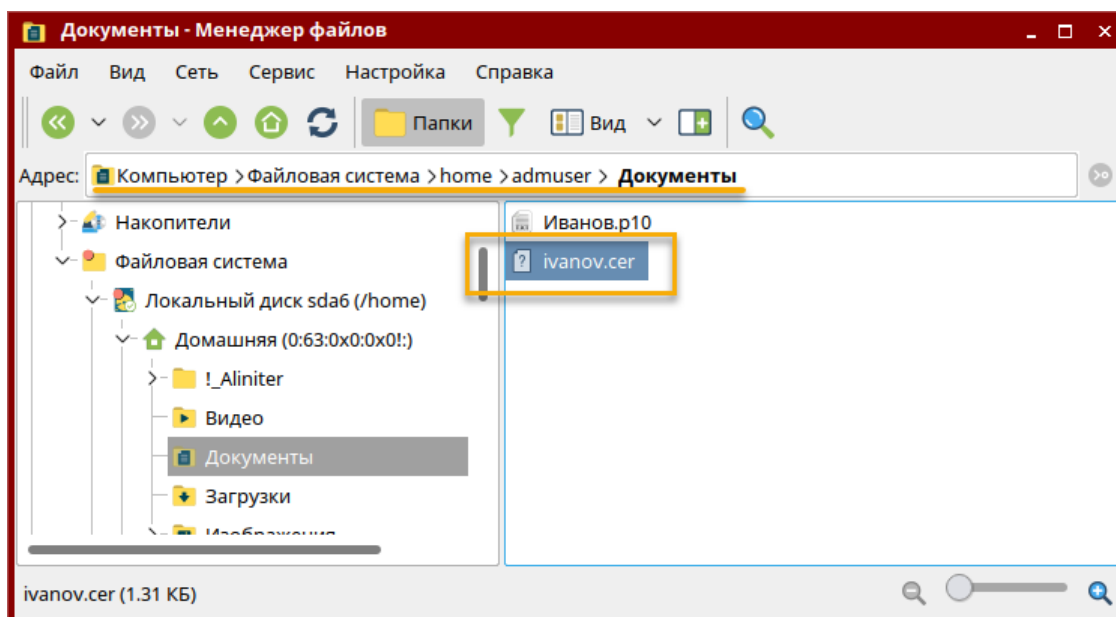 Документы - Менеджер файлов
Файл Вид Сеть Сервис Настройка Справка
Папки Вид
Адрес: Компьютер > Файловая система > home > admuser > Документы
Накопители
Файловая система
Локальный диск sda6 (/home)
Домашняя (0:63:0x0:0x0!:)
!_Aliniter
Видео
Документы
Загрузки
Изображения
Иванов.p10
ivanov.cer
ivanov.cer (1.31 КБ)